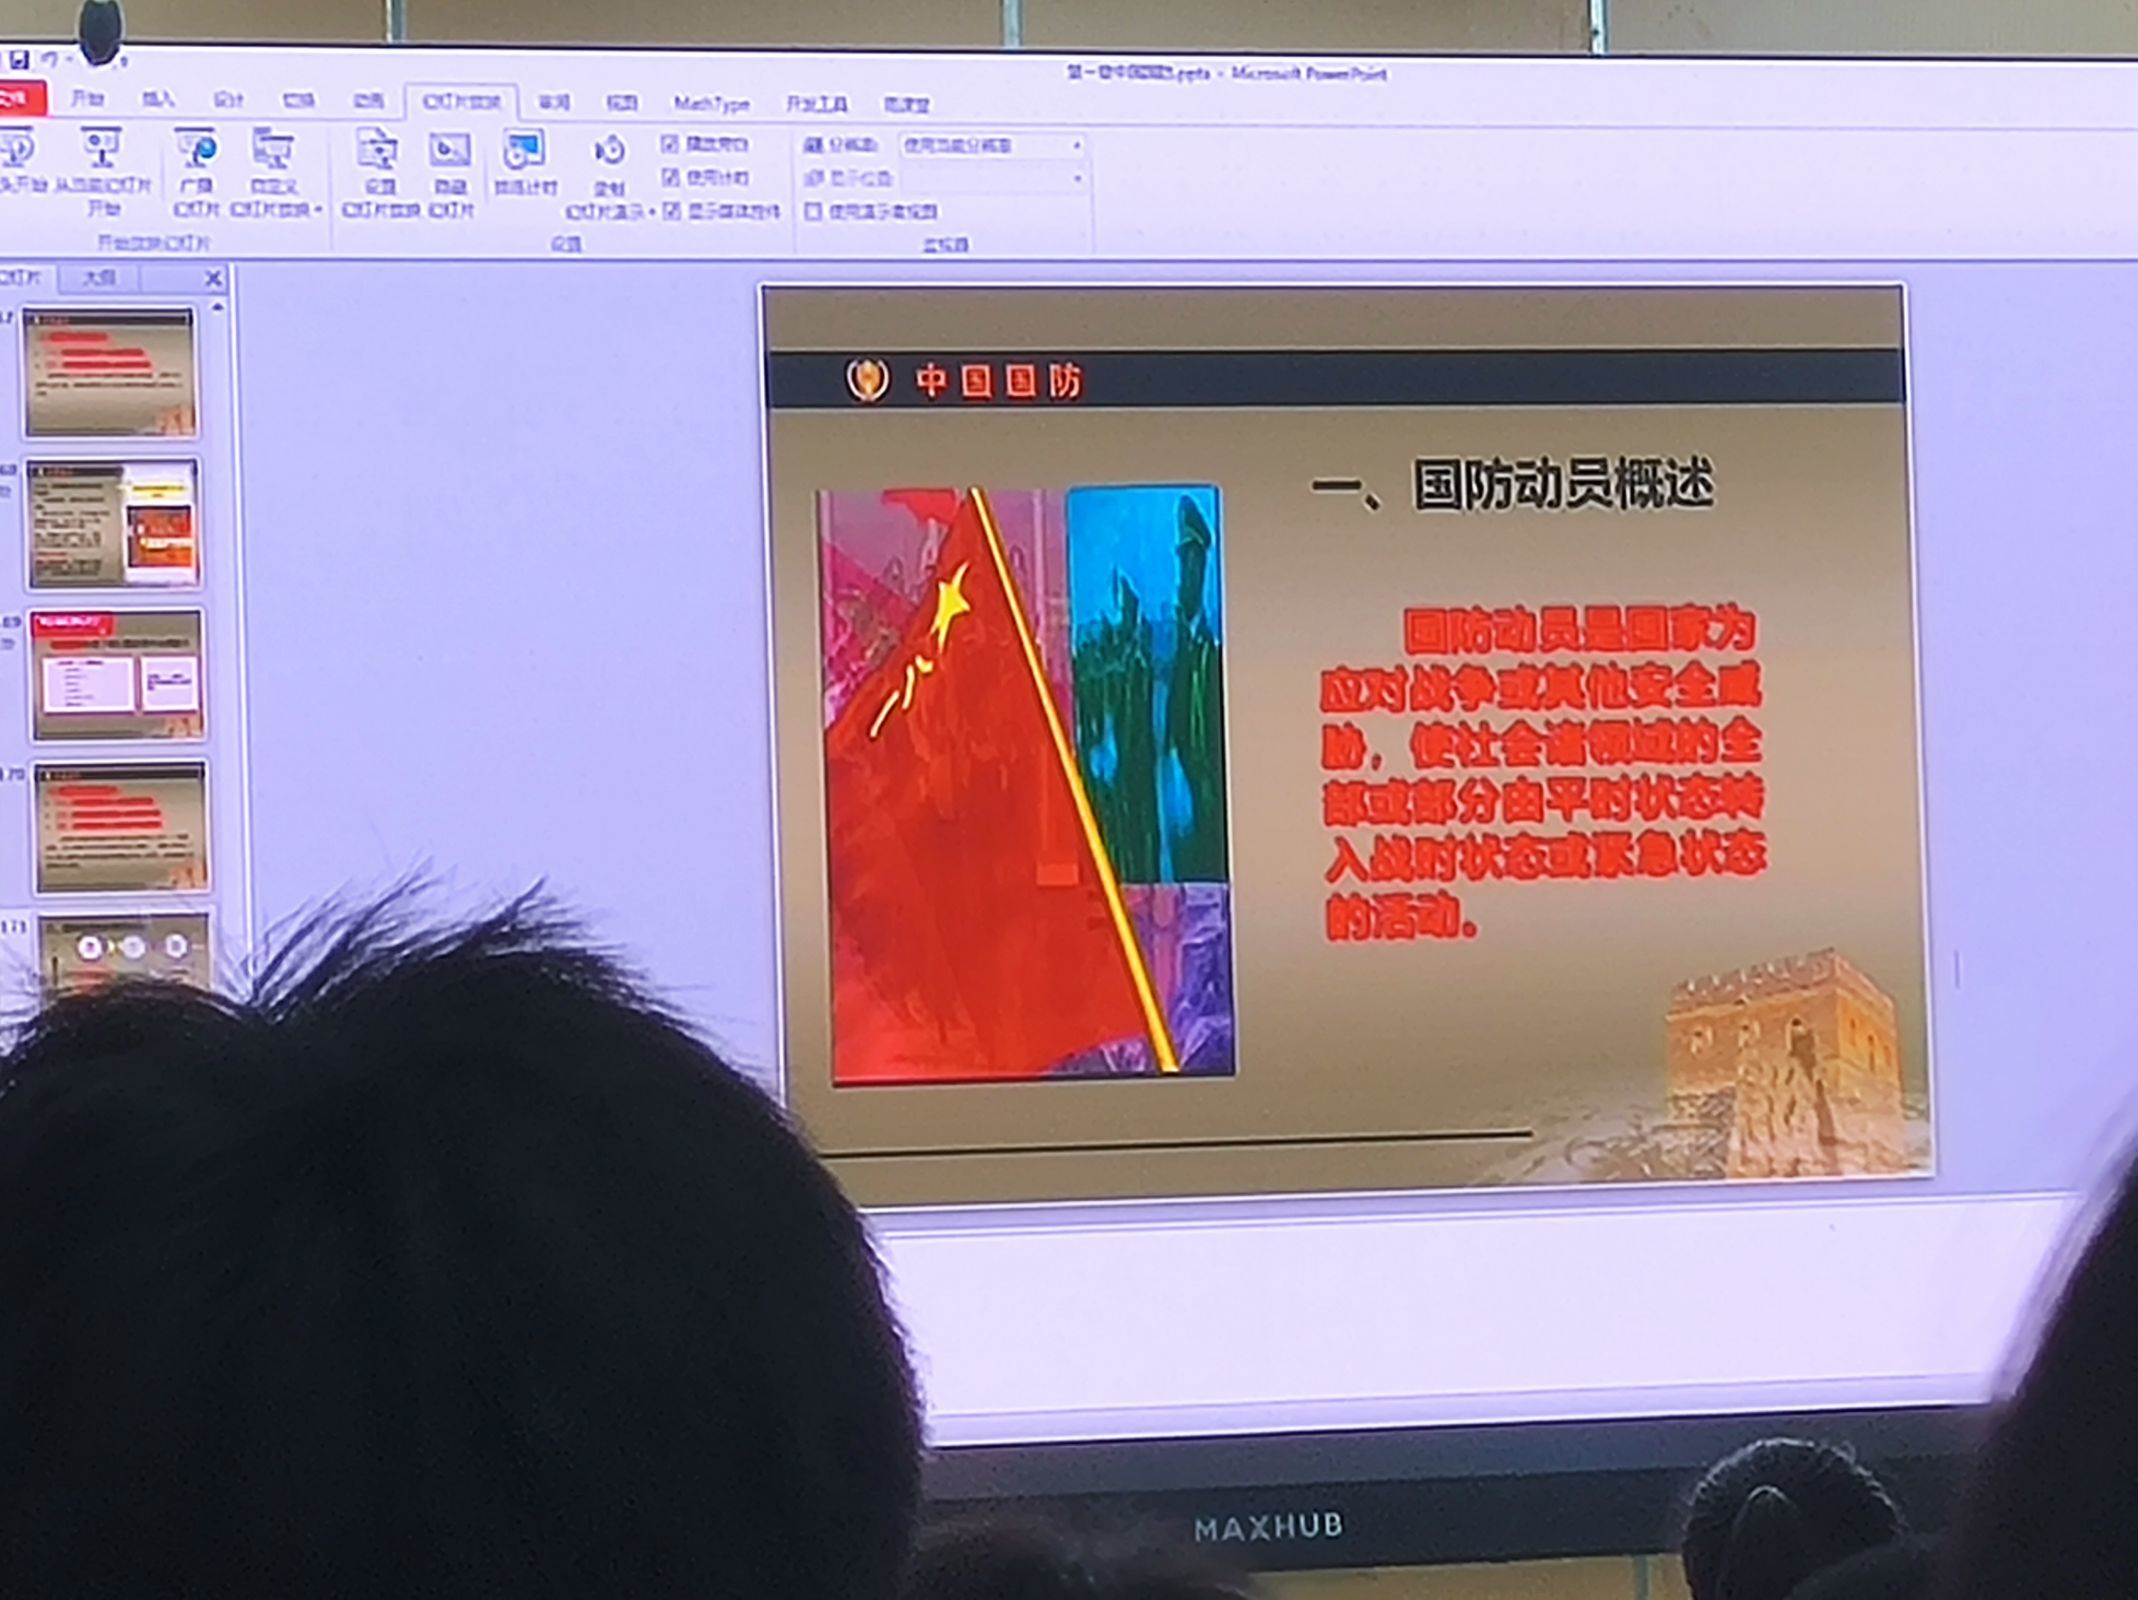 Microsoft PowerPoint
开始 插入 设计 切换 动画 幻灯片放映 审阅 视图 MathType 开发工具 雨课堂
从头开始
从当前幻灯片
开始
广播
幻灯片
自定义
幻灯片放映
设置
幻灯片放映
隐藏
幻灯片
排练计时
录制
幻灯片演示
播放旁白
使用计时
显示媒体控件
分辨率:
使用当前分辨率
显示位置:
使用演示者视图
开始放映幻灯片
设置
监视器
幻灯片
大纲
170
171
中国国防
一、国防动员概述
国防动员是国家为
应对战争或其他安全威
胁，使社会诸领域的全
部或部分由平时状态转
入战时状态或紧急状态
的活动。
MAXHUB